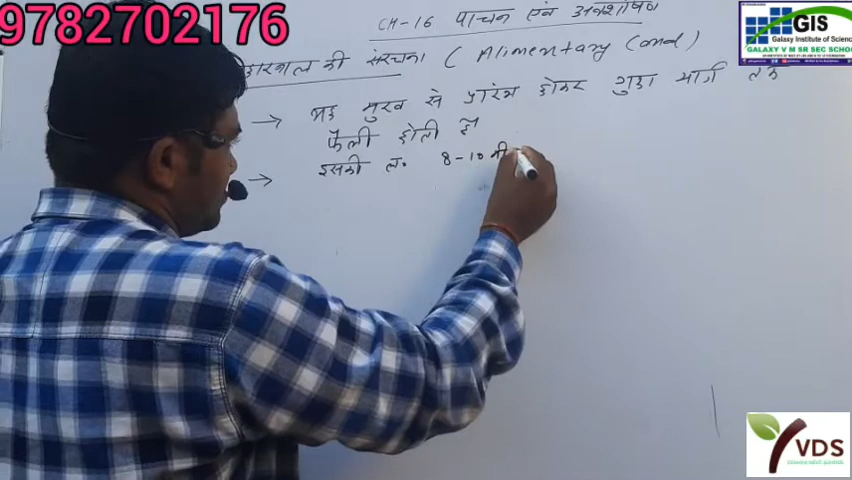 9782702176
CH-16 पाचन एवं अवशोषण
हारनाल की संरचना ( Alimentary Canal )
→ यह मुख से प्रारंभ होकर गुदा मार्ग तक
फैली होती है
→ इसकी ल० 8-10 मी
GIS
Galaxy Institute of Science
GALAXY V M SR SEC SCHOOL
VDS